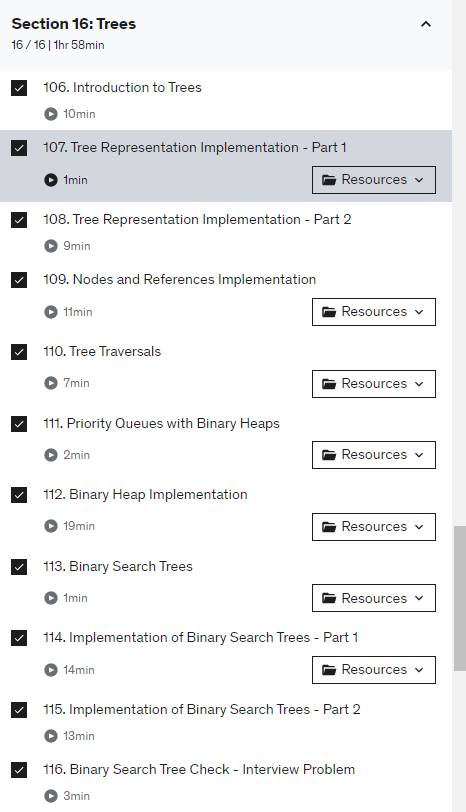 Section 16: Trees
16 / 16 | 1hr 58min
106. Introduction to Trees
10min
107. Tree Representation Implementation - Part 1
1min
Resources
108. Tree Representation Implementation - Part 2
9min
109. Nodes and References Implementation
11min
Resources
110. Tree Traversals
7min
Resources
111. Priority Queues with Binary Heaps
2min
Resources
112. Binary Heap Implementation
19min
Resources
113. Binary Search Trees
1min
Resources
114. Implementation of Binary Search Trees - Part 1
14min
Resources
115. Implementation of Binary Search Trees - Part 2
13min
116. Binary Search Tree Check - Interview Problem
3min